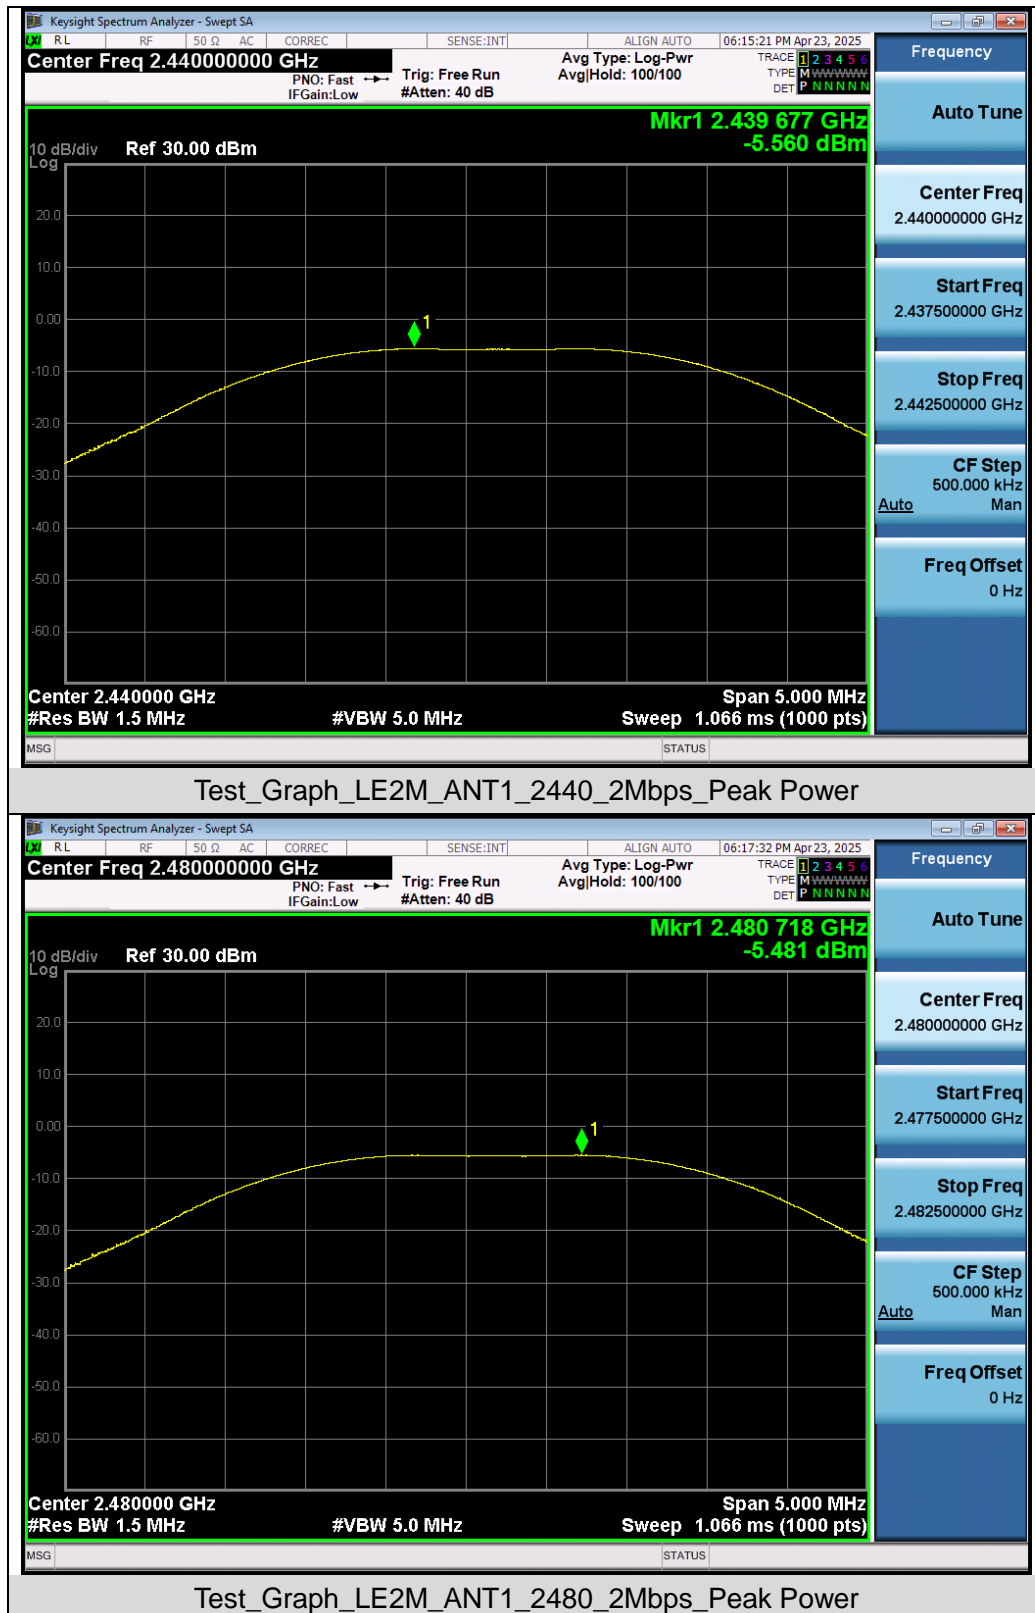 Keysight Spectrum Analyzer - Swept SA
LXI RL RF 50 Ω AC CORREC SENSE:INT ALIGN AUTO 06:15:21 PM Apr 23, 2025
Center Freq 2.440000000 GHz
PNO: Fast
IFGain:Low
Trig: Free Run
#Atten: 40 dB
Avg Type: Log-Pwr
Avg|Hold: 100/100
TRACE 1 2 3 4 5 6
TYPE M WWWWW
DET P N N N N N
Mkr1 2.439 677 GHz
-5.560 dBm
10 dB/div Ref 30.00 dBm
Log
20.0
10.0
0.00
1
-10.0
-20.0
-30.0
-40.0
-50.0
-60.0
Center 2.440000 GHz Span 5.000 MHz
#Res BW 1.5 MHz #VBW 5.0 MHz Sweep 1.066 ms (1000 pts)
MSG STATUS
Frequency
Auto Tune
Center Freq
2.440000000 GHz
Start Freq
2.437500000 GHz
Stop Freq
2.442500000 GHz
CF Step
500.000 kHz
Auto Man
Freq Offset
0 Hz
Test_Graph_LE2M_ANT1_2440_2Mbps_Peak Power
Keysight Spectrum Analyzer - Swept SA
LXI RL RF 50 Ω AC CORREC SENSE:INT ALIGN AUTO 06:17:32 PM Apr 23, 2025
Center Freq 2.480000000 GHz
PNO: Fast
IFGain:Low
Trig: Free Run
#Atten: 40 dB
Avg Type: Log-Pwr
Avg|Hold: 100/100
TRACE 1 2 3 4 5 6
TYPE M WWWWW
DET P N N N N N
Mkr1 2.480 718 GHz
-5.481 dBm
10 dB/div Ref 30.00 dBm
Log
20.0
10.0
0.00
1
-10.0
-20.0
-30.0
-40.0
-50.0
-60.0
Center 2.480000 GHz Span 5.000 MHz
#Res BW 1.5 MHz #VBW 5.0 MHz Sweep 1.066 ms (1000 pts)
MSG STATUS
Frequency
Auto Tune
Center Freq
2.480000000 GHz
Start Freq
2.477500000 GHz
Stop Freq
2.482500000 GHz
CF Step
500.000 kHz
Auto Man
Freq Offset
0 Hz
Test_Graph_LE2M_ANT1_2480_2Mbps_Peak Power